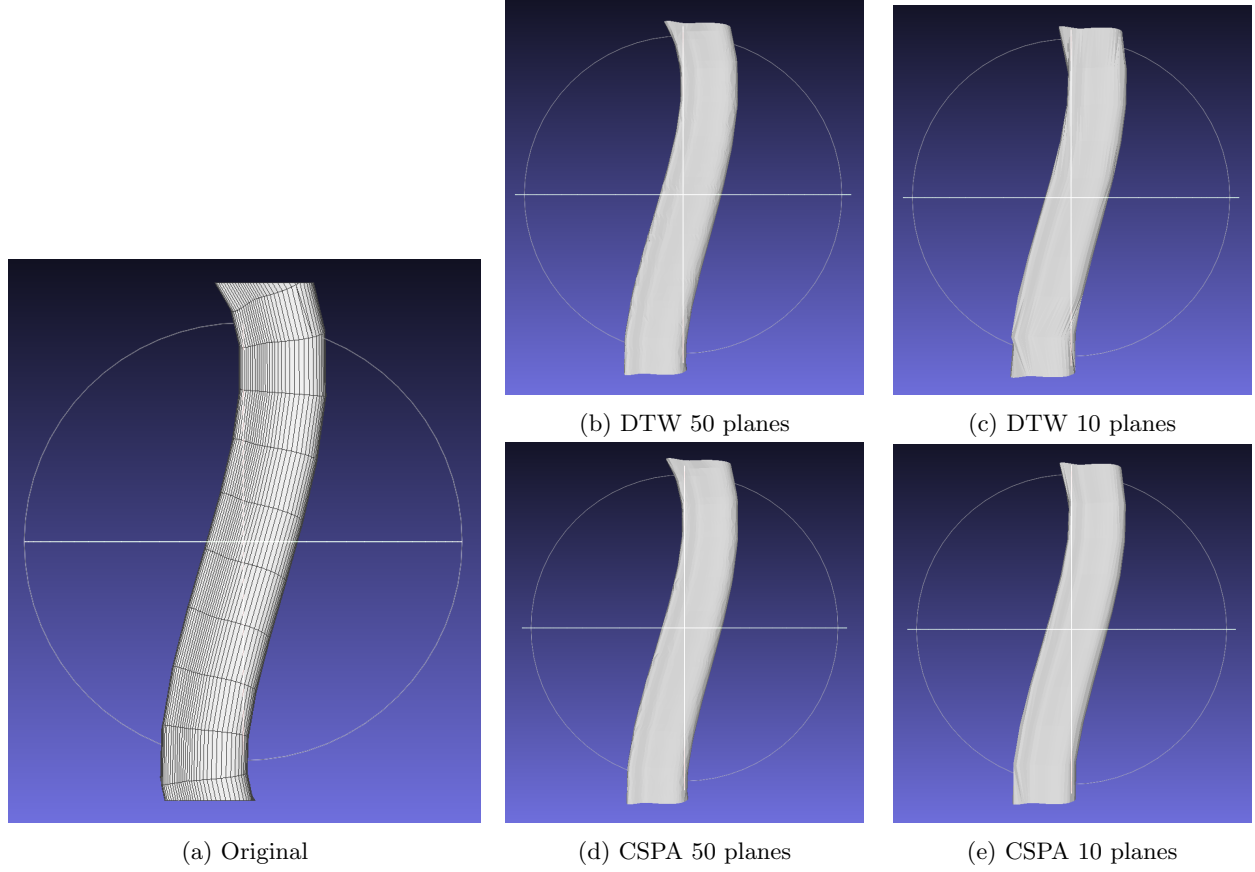 (b) DTW 50 planes
(c) DTW 10 planes
(a) Original
(d) CSPA 50 planes
(e) CSPA 10 planes